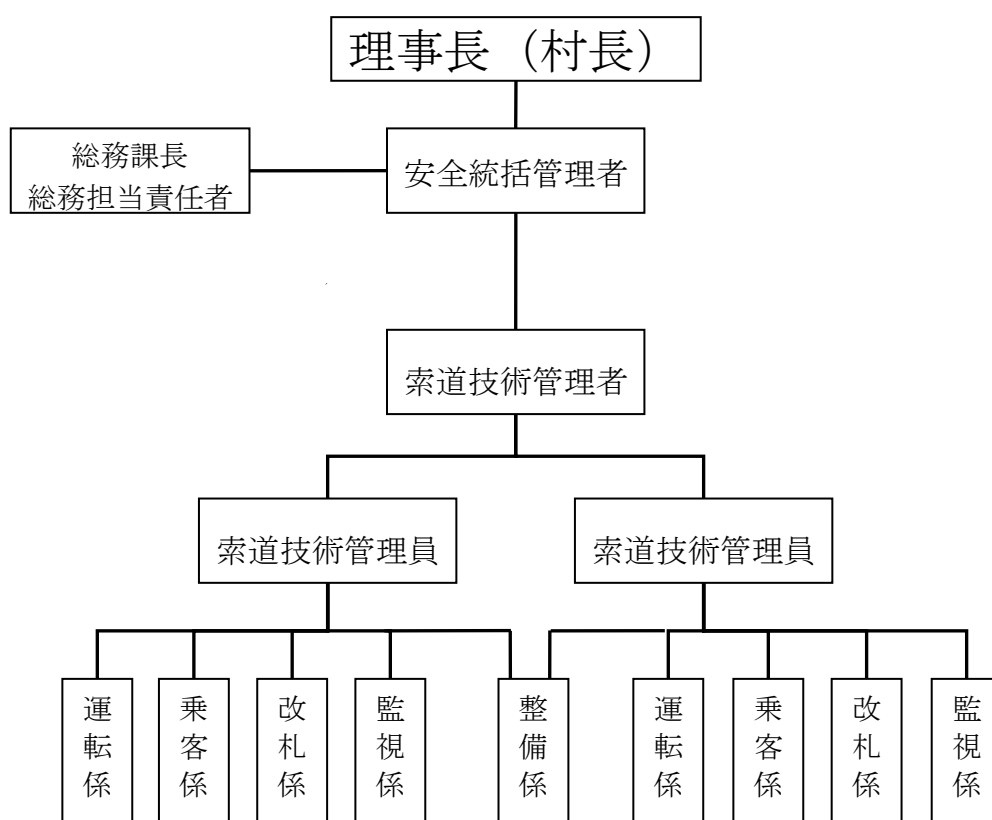 理事長（村長）
総務課長
総務担当責任者
安全統括管理者
索道技術管理者
索道技術管理員
索道技術管理員
運転係
乗客係
改札係
監視係
整備係
運転係
乗客係
改札係
監視係